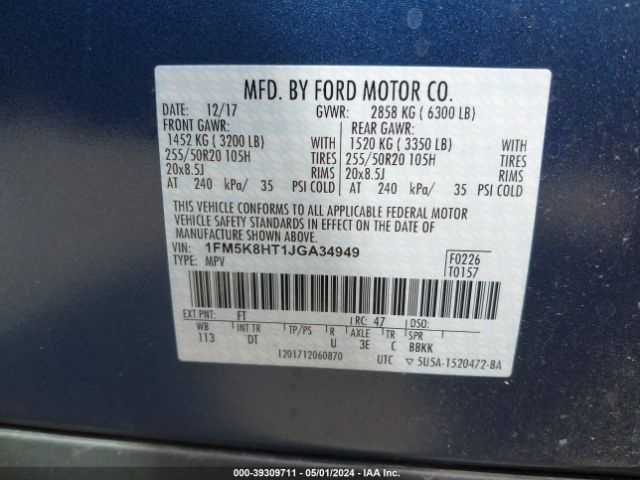 MFD. BY FORD MOTOR CO.
DATE: 12/17 GVWR: 2858 KG ( 6300 LB)
FRONT GAWR: REAR GAWR:
1452 KG ( 3200 LB) WITH 1520 KG ( 3350 LB) WITH
255/50R20 105H TIRES 255/50R20 105H TIRES
20x8.5J RIMS 20x8.5J RIMS
AT 240 kPa/ 35 PSI COLD AT 240 kPa/ 35 PSI COLD
THIS VEHICLE CONFORMS TO ALL APPLICABLE FEDERAL MOTOR
VEHICLE SAFETY STANDARDS IN EFFECT ON THE DATE OF
MANUFACTURE SHOWN ABOVE.
VIN: 1FM5K8HT1JGA34949 F0226
TYPE: MPV T0157
EXT PNT: FT RC: 47 DSO:
WB INT TR TP/PS R AXLE TR SPR
113 DT U 3E C BBKK
1201712060870 UTC ▽ 5U5A-1520472-BA
000-39309711 - 05/01/2024 - IAA Inc.